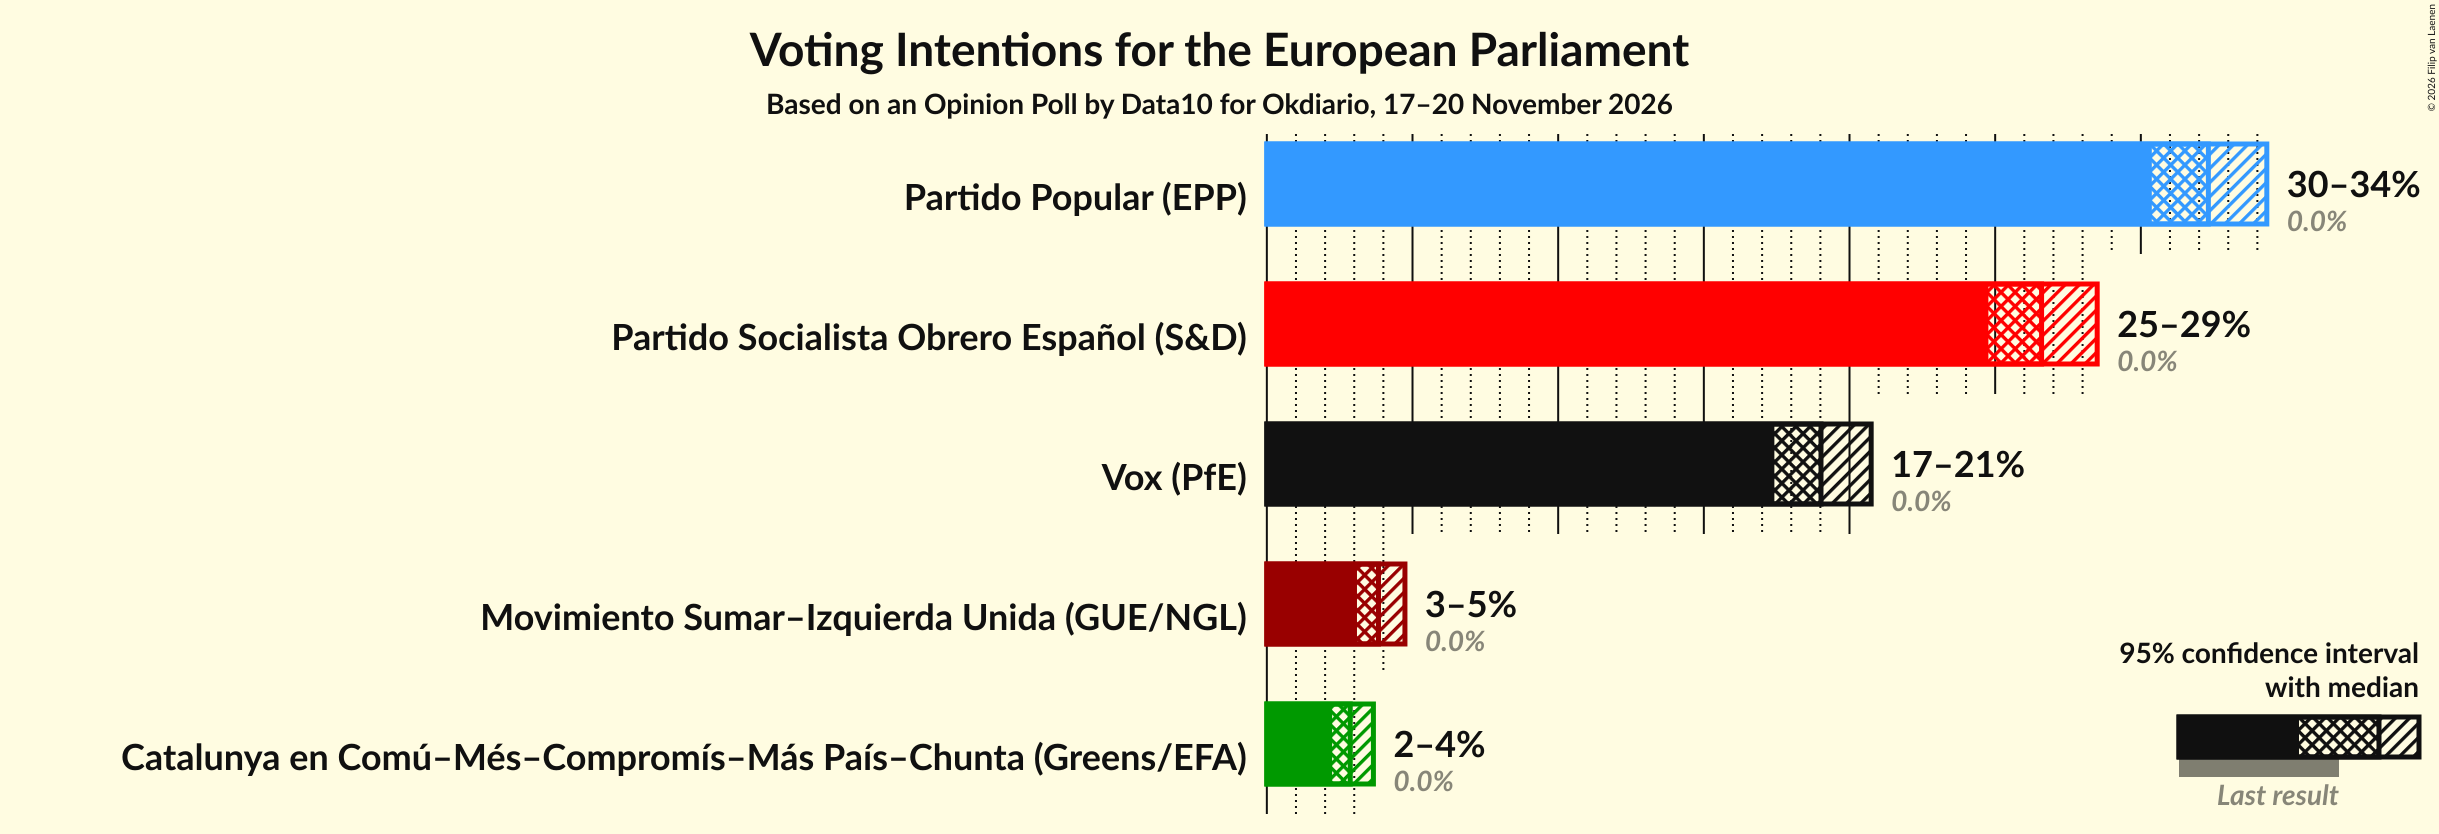 Voting Intentions for the European Parliament
Based on an Opinion Poll by Data10 for Okdiario, 17–20 November 2026
© 2026 Filip van Laenen
Partido Popular (EPP)
30–34%
0.0%
Partido Socialista Obrero Español (S&D)
25–29%
0.0%
Vox (PfE)
17–21%
0.0%
Movimiento Sumar–Izquierda Unida (GUE/NGL)
3–5%
0.0%
Catalunya en Comú–Més–Compromís–Más País–Chunta (Greens/EFA)
2–4%
0.0%
95% confidence interval
with median
Last result